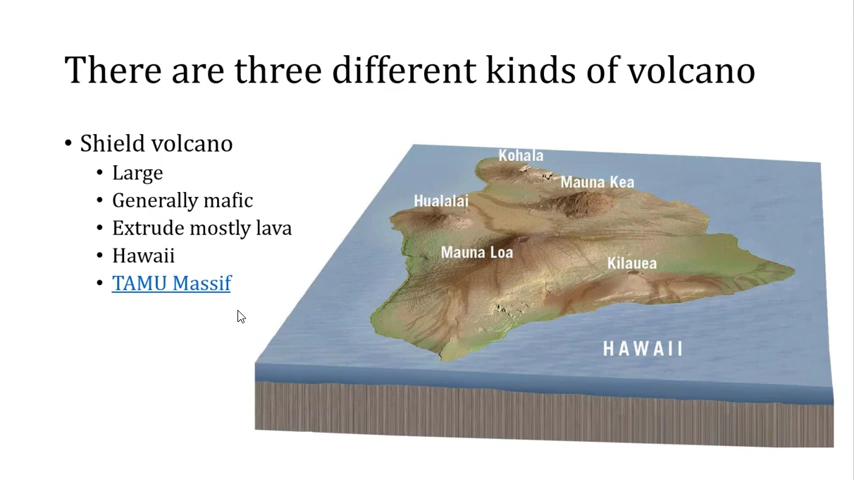 There are three different kinds of volcano
• Shield volcano
• Large
• Generally mafic
• Extrude mostly lava
• Hawaii
• TAMU Massif
Kohala
Mauna Kea
Hualalai
Mauna Loa
Kilauea
HAWAII